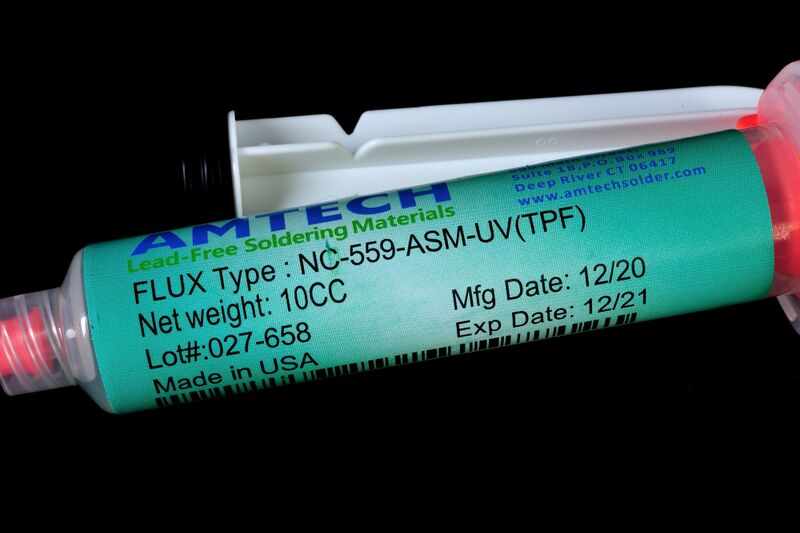 AMTECH
Lead-Free Soldering Materials
Suite 18,P.O.Box 989
Deep River CT 06417
www.amtechsolder.com
FLUX Type : NC-559-ASM-UV(TPF)
Net weight: 10CC
Lot#:027-658
Made in USA
Mfg Date: 12/20
Exp Date: 12/21